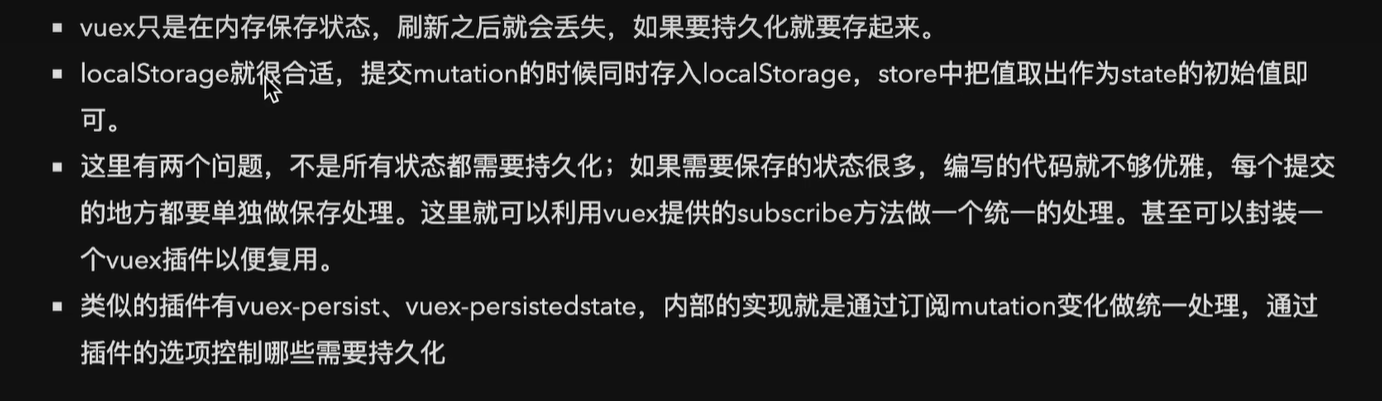 ▪ vuex只是在内存保存状态，刷新之后就会丢失，如果要持久化就要存起来。
▪ localStorage就很合适，提交mutation的时候同时存入localStorage，store中把值取出作为state的初始值即
可。
▪ 这里有两个问题，不是所有状态都需要持久化；如果需要保存的状态很多，编写的代码就不够优雅，每个提交
的地方都要单独做保存处理。这里就可以利用vuex提供的subscribe方法做一个统一的处理。甚至可以封装一
个vuex插件以便复用。
▪ 类似的插件有vuex-persist、vuex-persistedstate，内部的实现就是通过订阅mutation变化做统一处理，通过
插件的选项控制哪些需要持久化